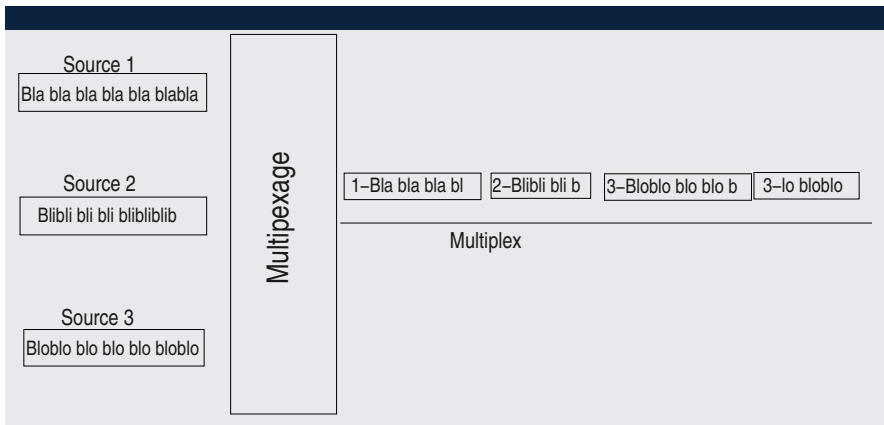 Source 1
Bla bla bla bla bla blabla
Source 2
Blibli bli bli blibliblib
Source 3
Bloblo blo blo blo bloblo
Multipexage
1–Bla bla bla bl
2–Blibli bli b
3–Bloblo blo blo b
3–lo bloblo
Multiplex